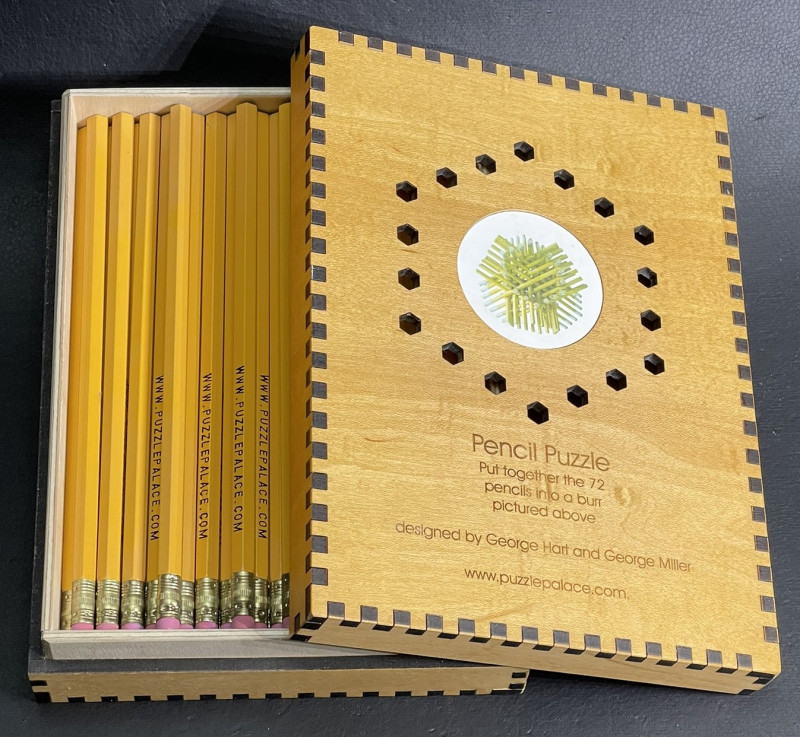 WWW.PUZZLEPALACE.COM
WWW.PUZZLEPALACE.COM
WWW.PUZZLEPALACE.COM
WWW.PUZZLEPALACE.COM
Pencil Puzzle
Put together the 72
pencils into a burr
pictured above
designed by George Hart and George Miller
www.puzzlepalace.com.